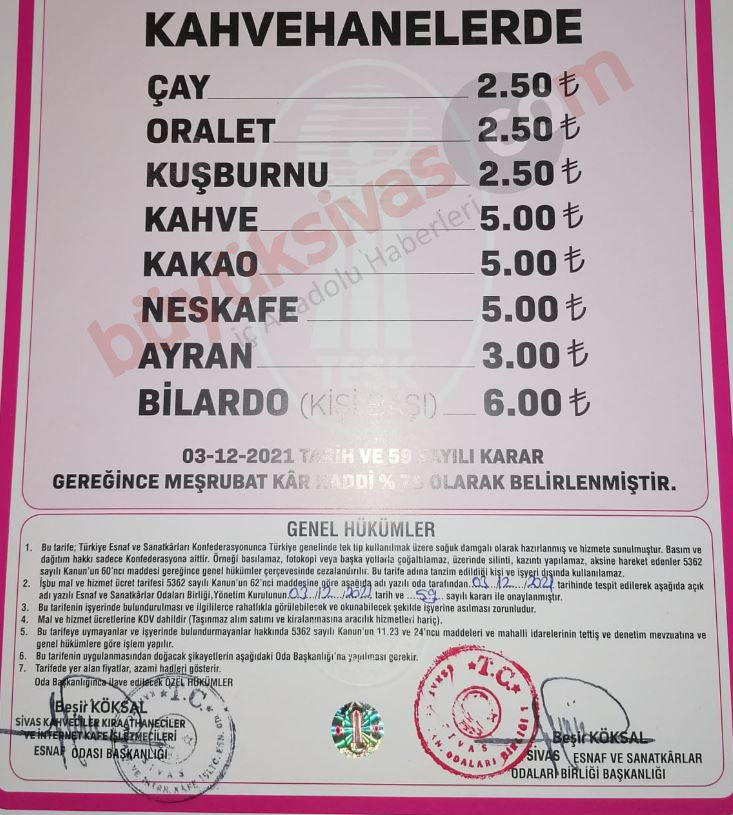 KAHVEHANELERDE
ÇAY 2.50 ₺
ORALET 2.50 ₺
KUŞBURNU 2.50 ₺
KAHVE 5.00 ₺
KAKAO 5.00 ₺
NESKAFE 5.00 ₺
AYRAN 3.00 ₺
BİLARDO (KİŞİ BAŞI) 6.00 ₺
büyüksivas.com
İç Anadolu Haberleri
TESK
03-12-2021 TARİH VE 59 SAYILI KARAR
GEREĞİNCE MEŞRUBAT KÂR HADDİ % OLARAK BELİRLENMİŞTİR.
GENEL HÜKÜMLER
1. Bu tarife; Türkiye Esnaf ve Sanatkârları Konfederasyonunca Türkiye genelinde tek tip kullanılmak üzere soğuk damgalı olarak hazırlanmış ve hizmete sunulmuştur. Basım ve
dağıtım hakkı sadece Konfederasyona aittir. Örneği basılamaz, fotokopi veya başka yollarla çoğaltılamaz, üzerinde silinti, kazıntı yapılamaz, aksine hareket edenler 5362
sayılı Kanun'un 60'ncı maddesi gereğince genel hükümler çerçevesinde cezalandırılır. Bu tarife adına tanzim edildiği kişi ve işyeri dışında kullanılamaz.
2. İşbu mal ve hizmet ücret tarifesi 5362 sayılı Kanun'un 62'nci maddesine göre aşağıda adı yazılı oda tarafından 03.12.2021 tarihinde tespit edilerek aşağıda açık
adı yazılı Esnaf ve Sanatkârlar Odaları Birliği,Yönetim Kurulunun 03.12.2021 tarih ve ...59... sayılı kararı ile onaylanmıştır.
3. Bu tarifenin işyerinde bulundurulması ve ilgililerce rahatlıkla görülebilecek ve okunabilecek şekilde işyerine asılması zorunludur.
4. Mal ve hizmet ücretlerine KDV dahildir (Taşınmaz alım satımı ve kiralanmasına aracılık hizmetleri hariç).
5. Bu tarifeye uymayanlar ve işyerinde bulundurmayanlar hakkında 5362 sayılı Kanun'un 11.23 ve 24'ncu maddeleri ve mahalli idarelerinin teftiş ve denetim mevzuatına ve
genel hükümlere göre işlem yapılır.
6. Bu tarifenin uygulanmasından doğacak şikayetlerin aşağıdaki Oda Başkanlığı'na yapılması gerekir.
7. Tarifede yer alan fiyatlar, azami hadleri gösterir.
Oda Başkanlığınca ilave edilecek ÖZEL HÜKÜMLER
Beşir KÖKSAL
SİVAS KAHVECİLER KIRAATHANECİLER
VE İNTERNET KAFE İŞLETMECİLERİ
ESNAF ODASI BAŞKANLIĞI
T.C.
SİVAS
T.C.
SİVAS
ODALARI BİRLİĞİ
Beşir KÖKSAL
SİVAS ESNAF VE SANATKÂRLAR
ODALARI BİRLİĞİ BAŞKANLIĞI